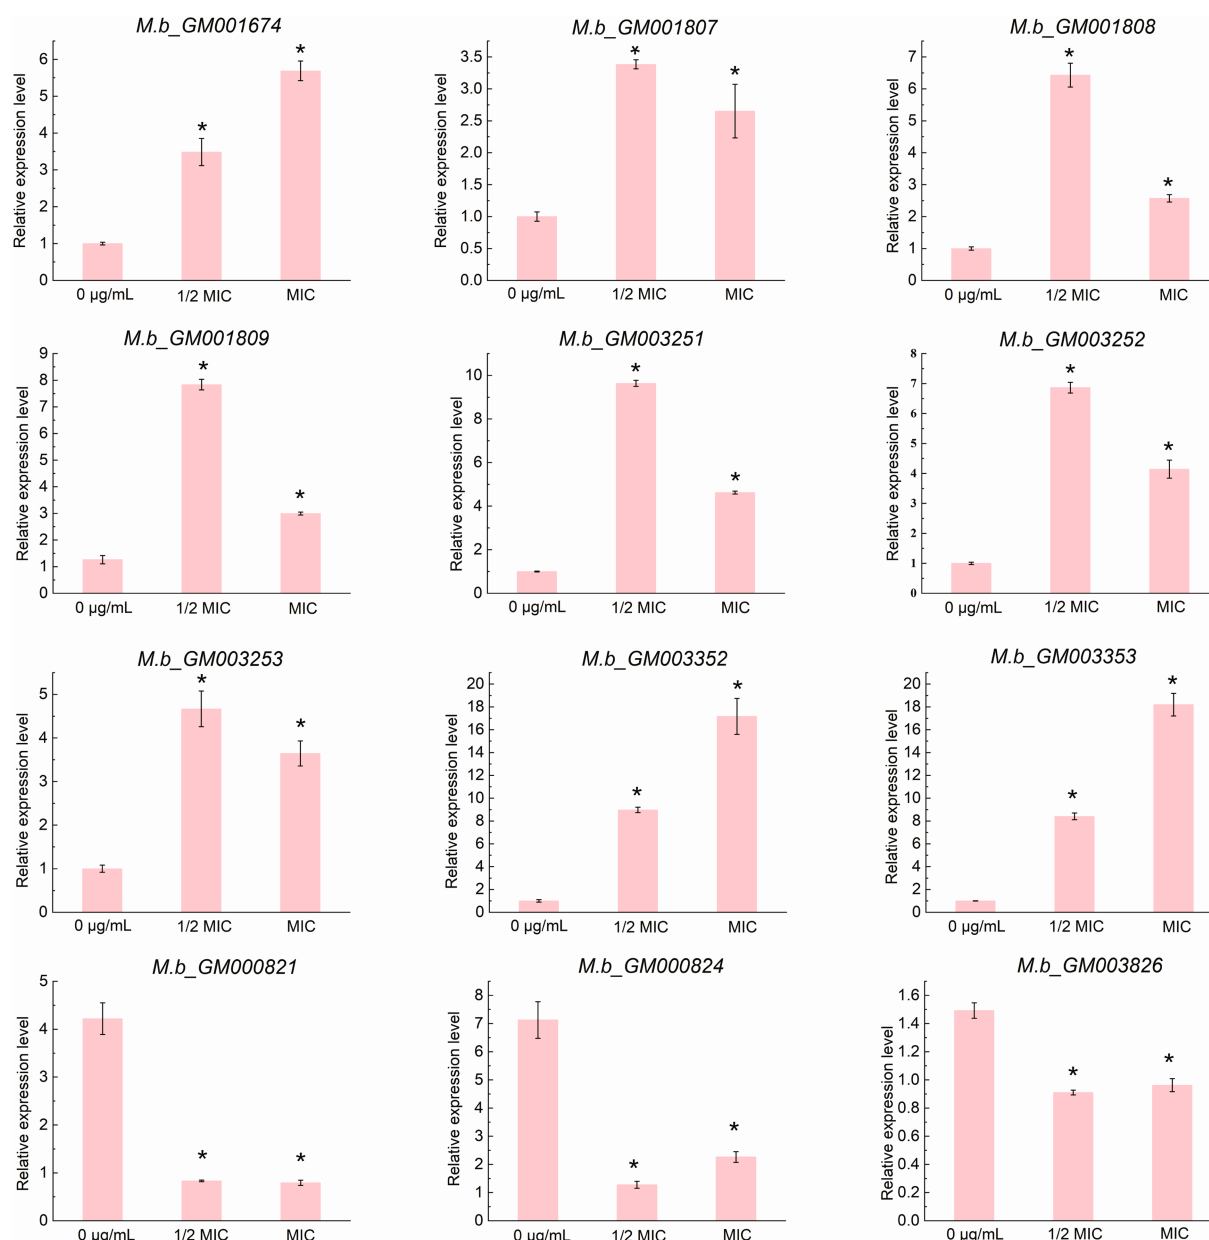 M.b_GM001674
Relative expression level
6
5
4
3
2
1
0
0 μg/mL
1/2 MIC
MIC
*
*
M.b_GM001807
Relative expression level
3.5
3.0
2.5
2.0
1.5
1.0
0.5
0.0
0 μg/mL
1/2 MIC
MIC
*
*
M.b_GM001808
Relative expression level
7
6
5
4
3
2
1
0
0 μg/mL
1/2 MIC
MIC
*
*
M.b_GM001809
Relative expression level
9
8
7
6
5
4
3
2
1
0
0 μg/mL
1/2 MIC
MIC
*
*
M.b_GM003251
Relative expression level
10
8
6
4
2
0
0 μg/mL
1/2 MIC
MIC
*
*
M.b_GM003252
Relative expression level
8
7
6
5
4
3
2
1
0
0 μg/mL
1/2 MIC
MIC
*
*
M.b_GM003253
Relative expression level
5
4
3
2
1
0
0 μg/mL
1/2 MIC
MIC
*
*
M.b_GM003352
Relative expression level
20
18
16
14
12
10
8
6
4
2
0
0 μg/mL
1/2 MIC
MIC
*
*
M.b_GM003353
Relative expression level
20
18
16
14
12
10
8
6
4
2
0
0 μg/mL
1/2 MIC
MIC
*
*
M.b_GM000821
Relative expression level
5
4
3
2
1
0
0 μg/mL
1/2 MIC
MIC
*
*
M.b_GM000824
Relative expression level
8
7
6
5
4
3
2
1
0
0 μg/mL
1/2 MIC
MIC
*
*
M.b_GM003826
Relative expression level
1.6
1.4
1.2
1.0
0.8
0.6
0.4
0.2
0.0
0 μg/mL
1/2 MIC
MIC
*
*